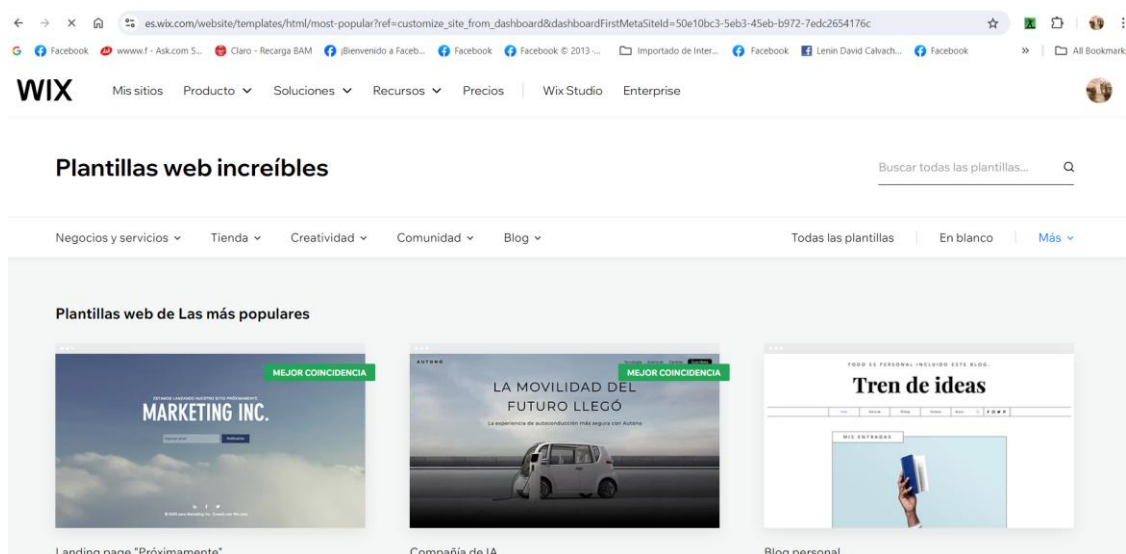 es.wix.com/website/templates/html/most-popular?ref=customize_site_from_dashboard&dashboardFirstMetaSiteId=50e10bc3-5eb3-45eb-b972-7edc2654176c
Facebook wwww.f - Ask.com S... Claro - Recarga BAM ¡Bienvenido a Faceb... Facebook Facebook © 2013 -... Importado de Inter... Facebook Lenin David Calvach... Facebook » All Bookmark
WIX Mis sitios Producto Soluciones Recursos Precios Wix Studio Enterprise
Plantillas web increíbles
Buscar todas las plantillas...
Negocios y servicios Tienda Creatividad Comunidad Blog Todas las plantillas En blanco Más
Plantillas web de Las más populares
MEJOR COINCIDENCIA
MARKETING INC.
AUTONO
MEJOR COINCIDENCIA
LA MOVILIDAD DEL
FUTURO LLEGÓ
La experiencia de autoconducción más segura con Autono
TODO ES PERSONAL, INCLUIDO ESTE BLOG.
Tren de ideas
MIS ENTRADAS
Landing page "Próximamente"
Compañía de IA
Blog personal